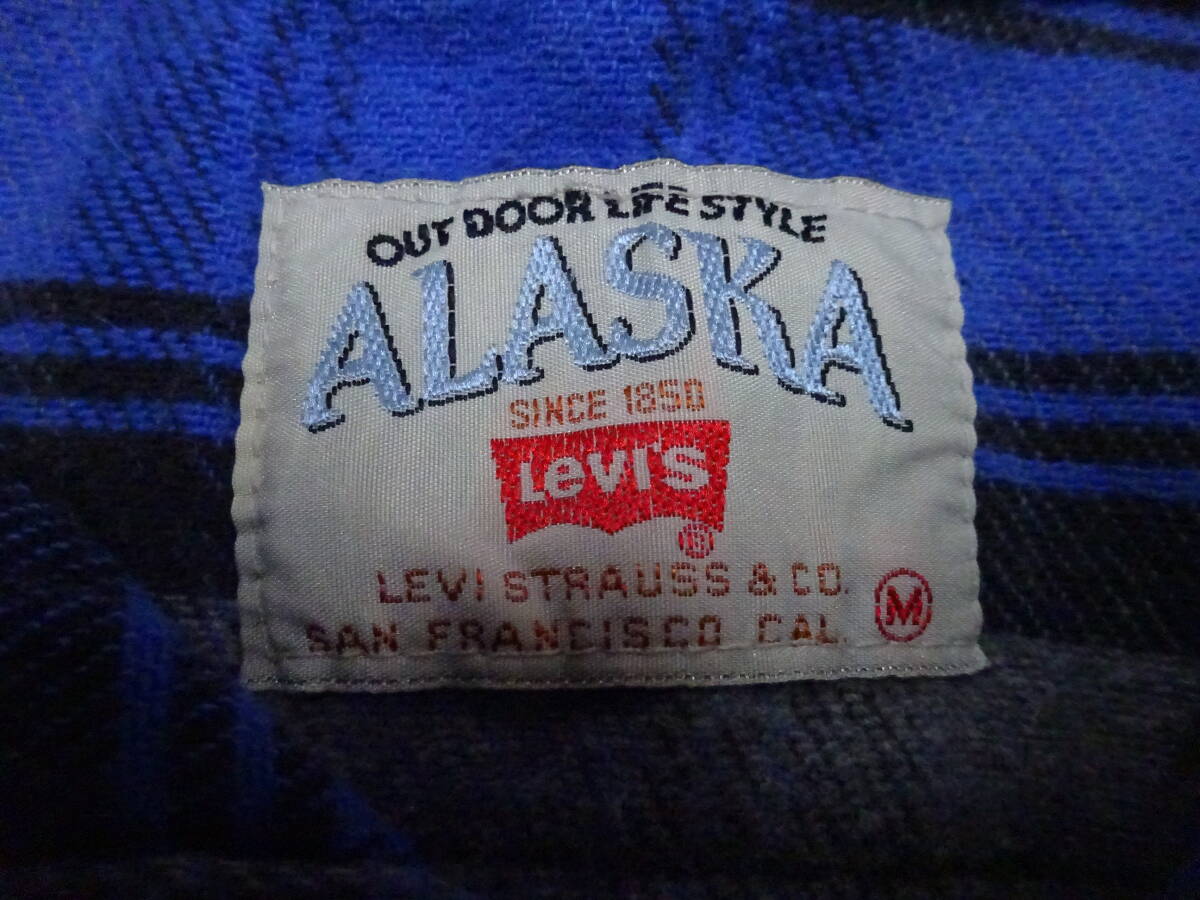 OUT DOOR LIFE STYLE
ALASKA
SINCE 1850
Levi's
®
LEVI STRAUSS & CO.
SAN FRANCISCO CAL.
M